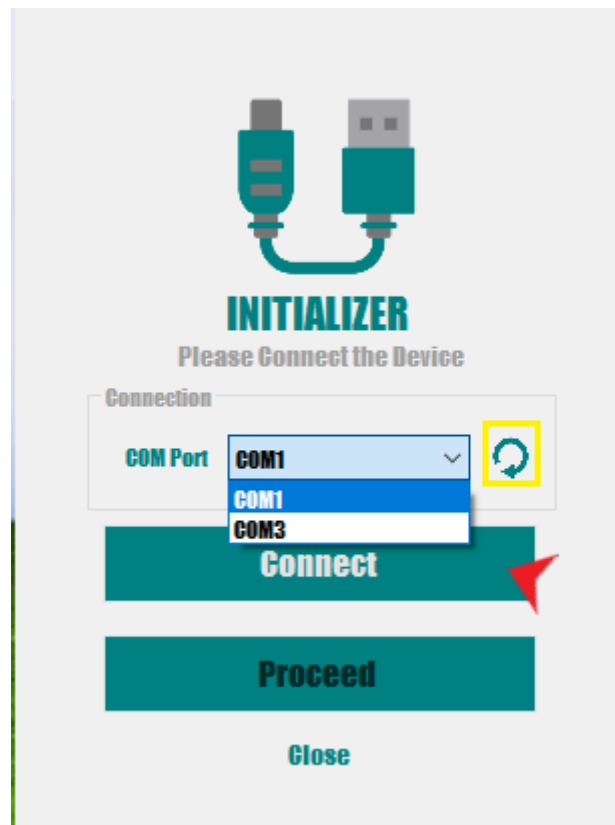 INITIALIZER
Please Connect the Device
Connection
COM Port COM1
COM1
COM3
Connect
Proceed
Close